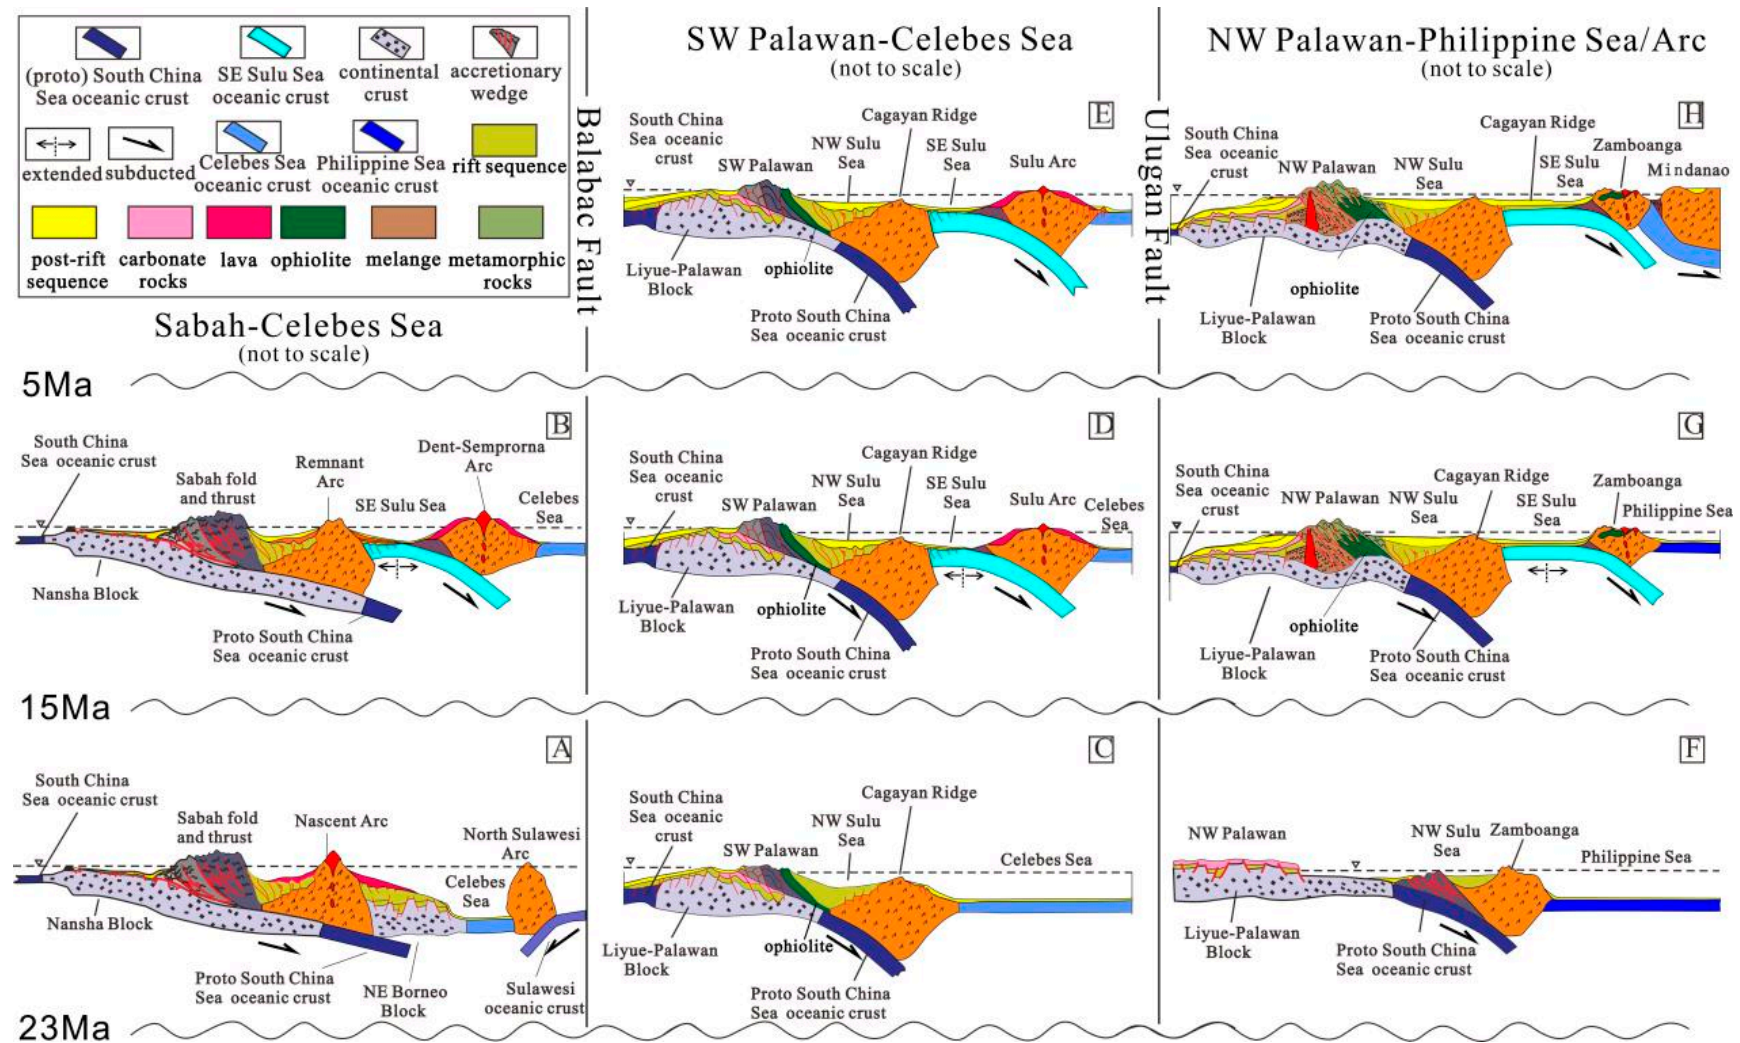 (proto) South China
Sea oceanic crust
SE Sulu Sea
oceanic crust
continental
crust
accretionary
wedge
extended
subducted
Celebes Sea
oceanic crust
Philippine Sea
oceanic crust
rift sequence
post-rift
sequence
carbonate
rocks
lava
ophiolite
melange
metamorphic
rocks
Sabah-Celebes Sea
(not to scale)
Balabac Fault
SW Palawan-Celebes Sea
(not to scale)
E
South China
Sea oceanic
crust
SW Palawan
NW Sulu
Sea
Cagayan Ridge
SE Sulu
Sea
Sulu Arc
Liyue-Palawan
Block
ophiolite
Proto South China
Sea oceanic crust
Ulugan Fault
NW Palawan-Philippine Sea/Arc
(not to scale)
H
South China
Sea oceanic
crust
NW Palawan
NW Sulu
Sea
Cagayan Ridge
SE Sulu
Sea
Zamboanga
Mindanao
ophiolite
Liyue-Palawan
Block
Proto South China
Sea oceanic crust
5Ma
B
South China
Sea oceanic crust
Sabah fold
and thrust
Remnant
Arc
SE Sulu Sea
Dent-Semprorna
Arc
Celebes
Sea
Nansha Block
Proto South China
Sea oceanic crust
D
South China
Sea oceanic
crust
SW Palawan
NW Sulu
Sea
Cagayan Ridge
SE Sulu
Sea
Sulu Arc
Celebes
Sea
Liyue-Palawan
Block
ophiolite
Proto South China
Sea oceanic crust
G
South China
Sea oceanic
crust
NW Palawan
NW Sulu
Sea
Cagayan Ridge
SE Sulu
Sea
Zamboanga
Philippine Sea
ophiolite
Liyue-Palawan
Block
Proto South China
Sea oceanic crust
15Ma
A
South China
Sea oceanic crust
Sabah fold
and thrust
Nascent Arc
North Sulawesi
Arc
Celebes
Sea
Nansha Block
Proto South China
Sea oceanic crust
NE Borneo
Block
Sulawesi
oceanic crust
C
South China
Sea oceanic
crust
SW Palawan
NW Sulu
Sea
Cagayan Ridge
Celebes Sea
Liyue-Palawan
Block
ophiolite
Proto South China
Sea oceanic crust
F
NW Palawan
NW Sulu
Sea
Zamboanga
Philippine Sea
Liyue-Palawan
Block
Proto South China
Sea oceanic crust
23Ma